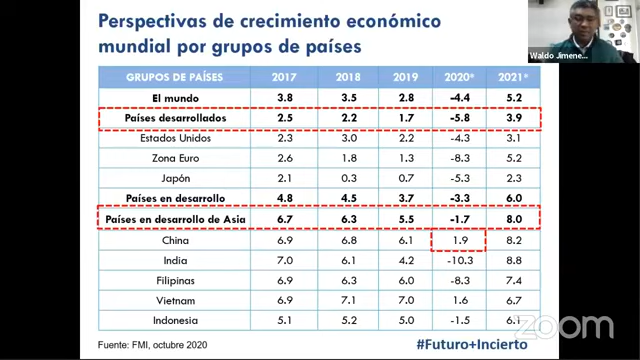 Perspectivas de crecimiento económico
mundial por grupos de países
GRUPOS DE PAÍSES 2017 2018 2019 2020* 2021*
El mundo 3.8 3.5 2.8 -4.4 5.2
Países desarrollados 2.5 2.2 1.7 -5.8 3.9
Estados Unidos 2.3 3.0 2.2 -4.3 3.1
Zona Euro 2.6 1.8 1.3 -8.3 5.2
Japón 2.1 0.3 0.7 -5.3 2.3
Países en desarrollo 4.8 4.5 3.7 -3.3 6.0
Países en desarrollo de Asia 6.7 6.3 5.5 -1.7 8.0
China 6.9 6.8 6.1 1.9 8.2
India 7.0 6.1 4.2 -10.3 8.8
Filipinas 6.9 6.3 6.0 -8.3 7.4
Vietnam 6.9 7.1 7.0 1.6 6.7
Indonesia 5.1 5.2 5.0 -1.5 6.1
Fuente: FMI, octubre 2020
#Futuro+Incierto
Waldo Jimene...
zoom